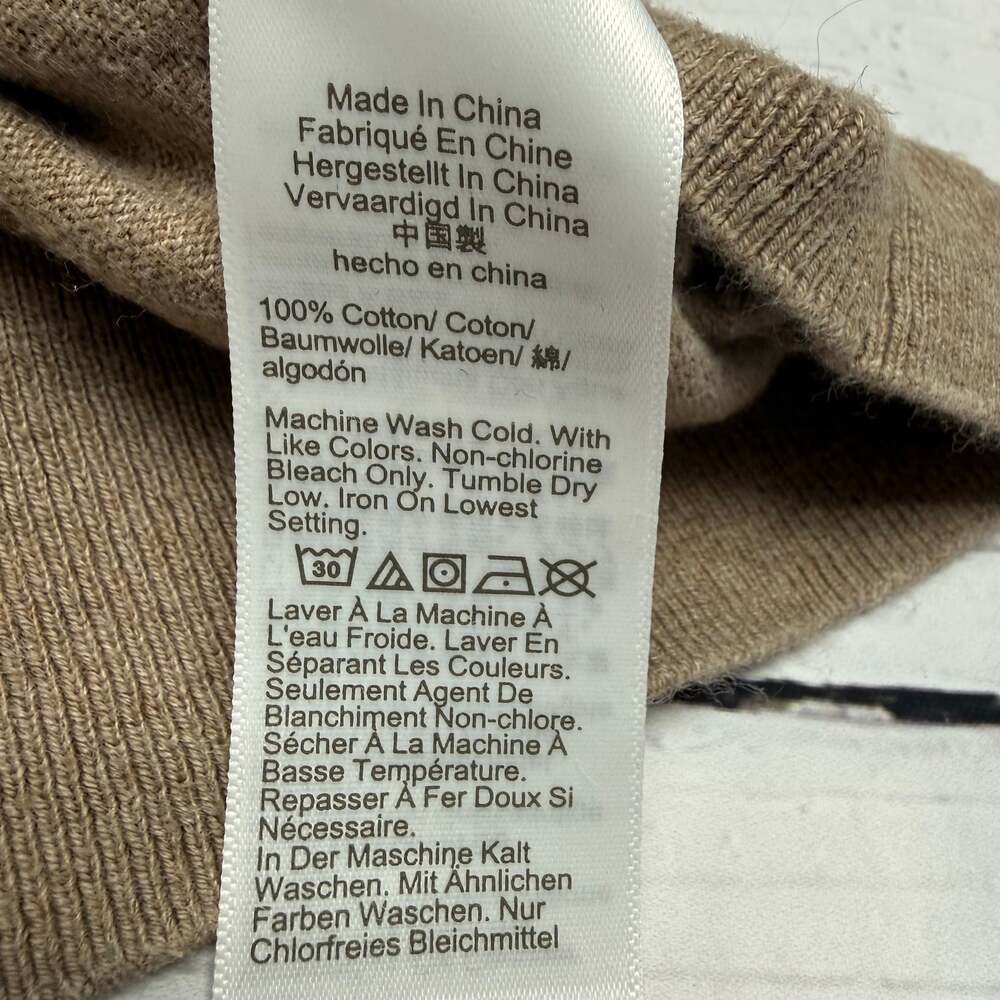 Made In China
Fabriqué En Chine
Hergestellt In China
Vervaardigd In China
中国製
hecho en china
100% Cotton/ Coton/
Baumwolle/ Katoen/ 綿/
algodón
Machine Wash Cold. With
Like Colors. Non-chlorine
Bleach Only. Tumble Dry
Low. Iron On Lowest
Setting.
30
Laver À La Machine À
L'eau Froide. Laver En
Séparant Les Couleurs.
Seulement Agent De
Blanchiment Non-chlore.
Sécher À La Machine À
Basse Température.
Repasser À Fer Doux Si
Nécessaire.
In Der Maschine Kalt
Waschen. Mit Ähnlichen
Farben Waschen. Nur
Chlorfreies Bleichmittel